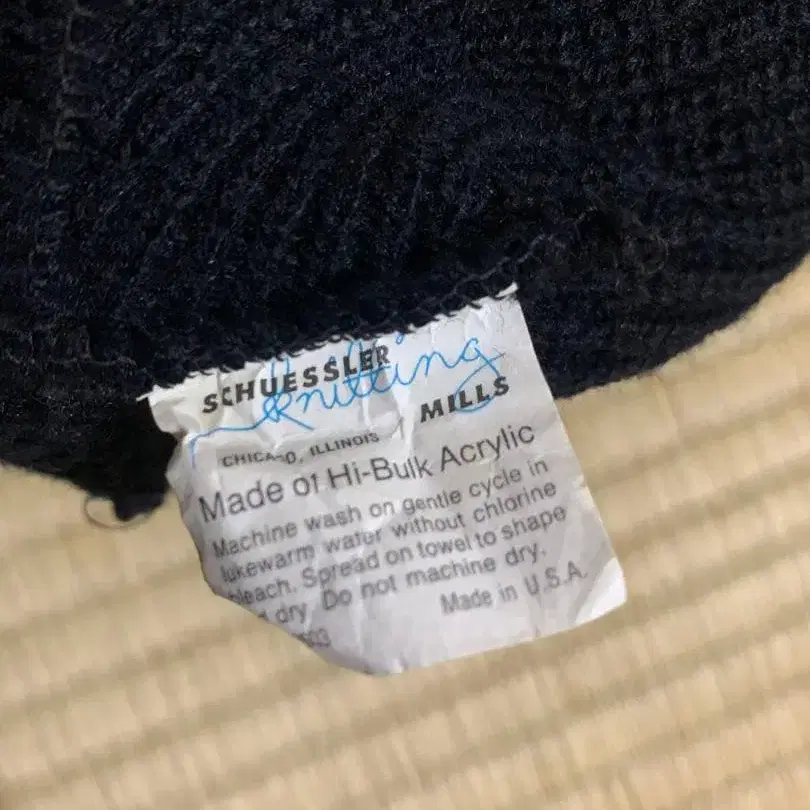 SCHUESSLER
knitting
MILLS
CHICAGO, ILLINOIS
Made of Hi-Bulk Acrylic
Machine wash on gentle cycle in
lukewarm water without chlorine
bleach. Spread on towel to shape
dry. Do not machine dry.
Made in U.S.A.